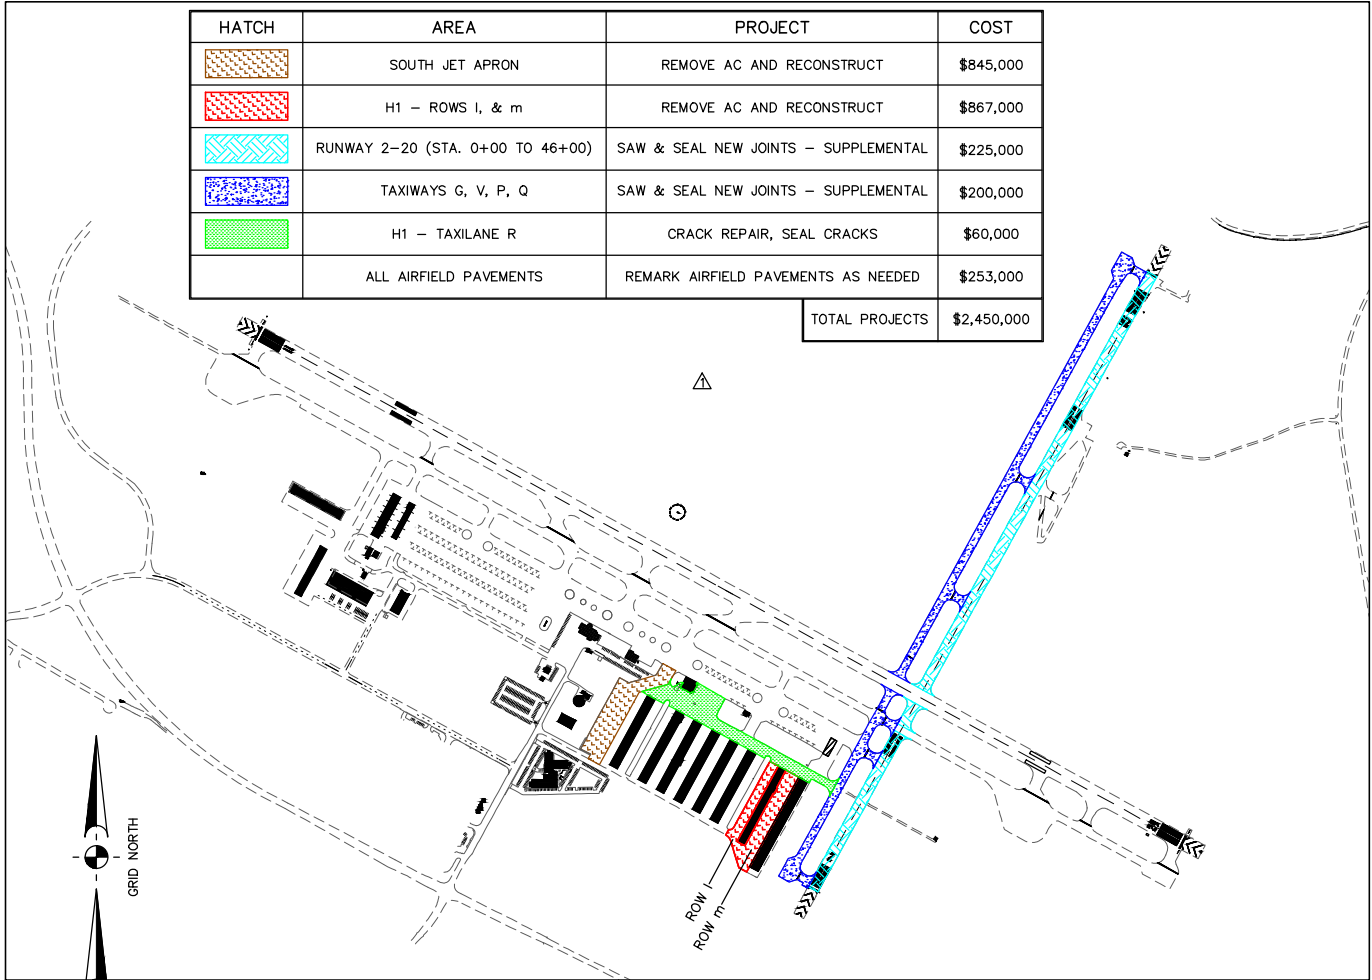 HATCH AREA PROJECT COST
SOUTH JET APRON REMOVE AC AND RECONSTRUCT $845,000
H1 – ROWS l, & m REMOVE AC AND RECONSTRUCT $867,000
RUNWAY 2–20 (STA. 0+00 TO 46+00) SAW & SEAL NEW JOINTS – SUPPLEMENTAL $225,000
TAXIWAYS G, V, P, Q SAW & SEAL NEW JOINTS – SUPPLEMENTAL $200,000
H1 – TAXILANE R CRACK REPAIR, SEAL CRACKS $60,000
ALL AIRFIELD PAVEMENTS REMARK AIRFIELD PAVEMENTS AS NEEDED $253,000
TOTAL PROJECTS $2,450,000
1
GRID NORTH
ROW l
ROW m